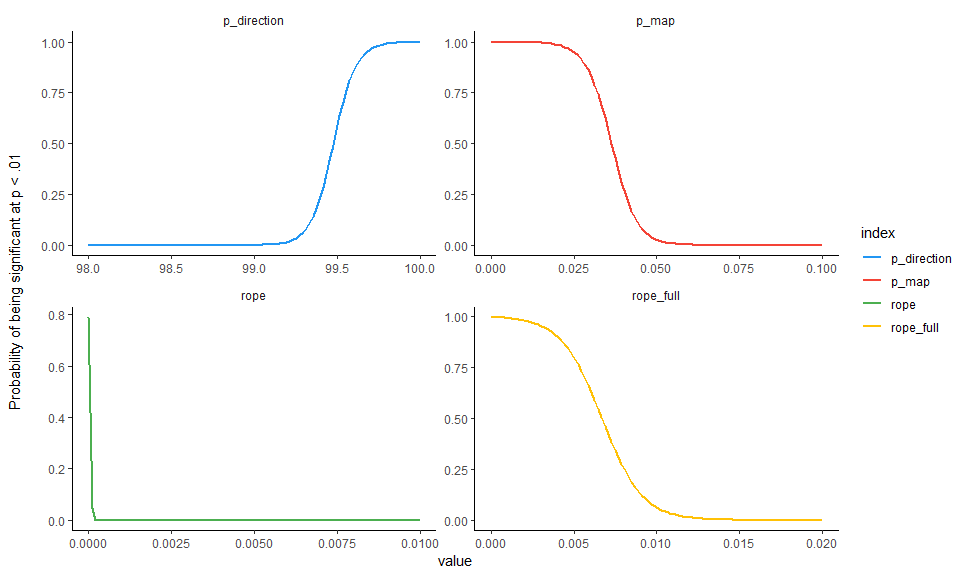 p_direction
p_map
1.00
0.75
0.50
0.25
0.00
98.0 98.5 99.0 99.5 100.0
1.00
0.75
0.50
0.25
0.00
0.000 0.025 0.050 0.075 0.100
rope
rope_full
0.8
0.6
0.4
0.2
0.0
0.0000 0.0025 0.0050 0.0075 0.0100
1.00
0.75
0.50
0.25
0.00
0.000 0.005 0.010 0.015 0.020
Probability of being significant at p < .01
value
index
p_direction
p_map
rope
rope_full